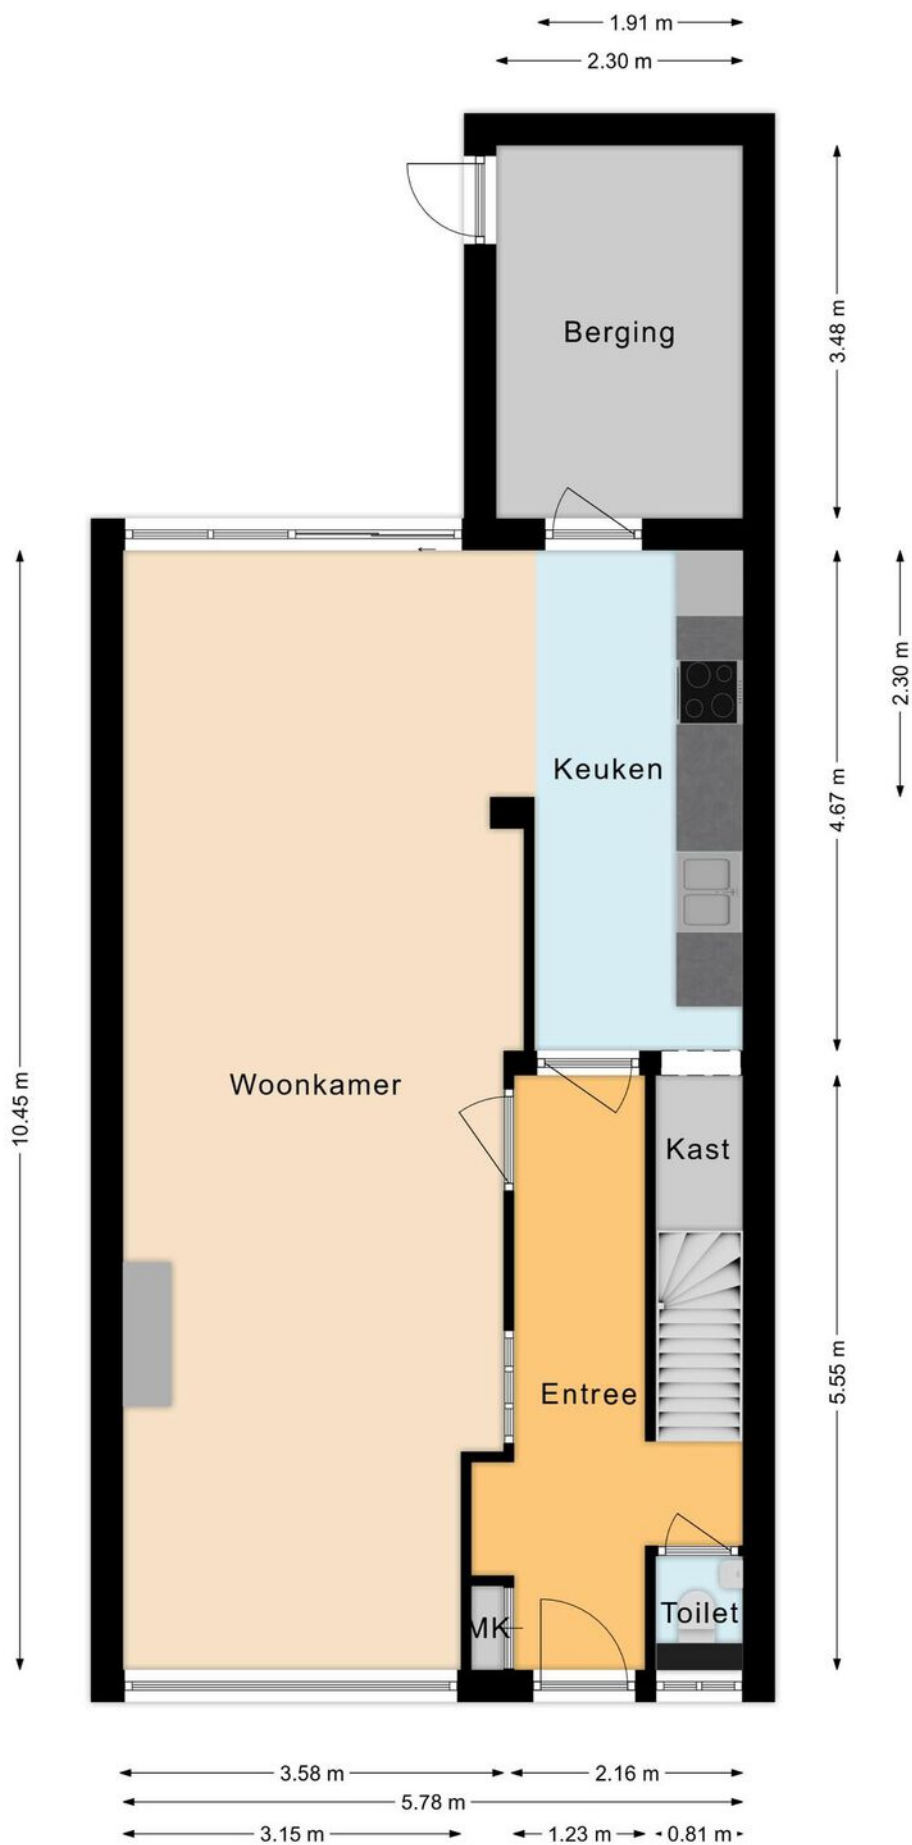 1.91 m
2.30 m
Berging
3.48 m
Keuken
2.30 m
4.67 m
Woonkamer
10.45 m
Kast
Entree
5.55 m
MK
Toilet
3.58 m
2.16 m
5.78 m
3.15 m
1.23 m
0.81 m